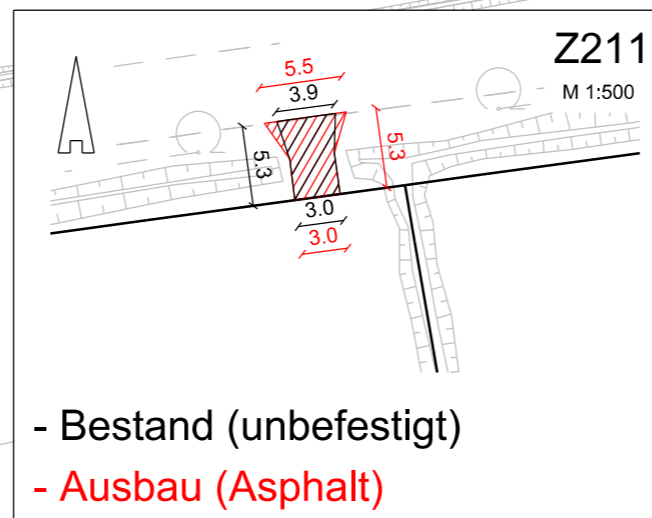 Z211
M 1:500
5.5
3.9
5.3
5.3
3.0
3.0
- Bestand (unbefestigt)
- Ausbau (Asphalt)